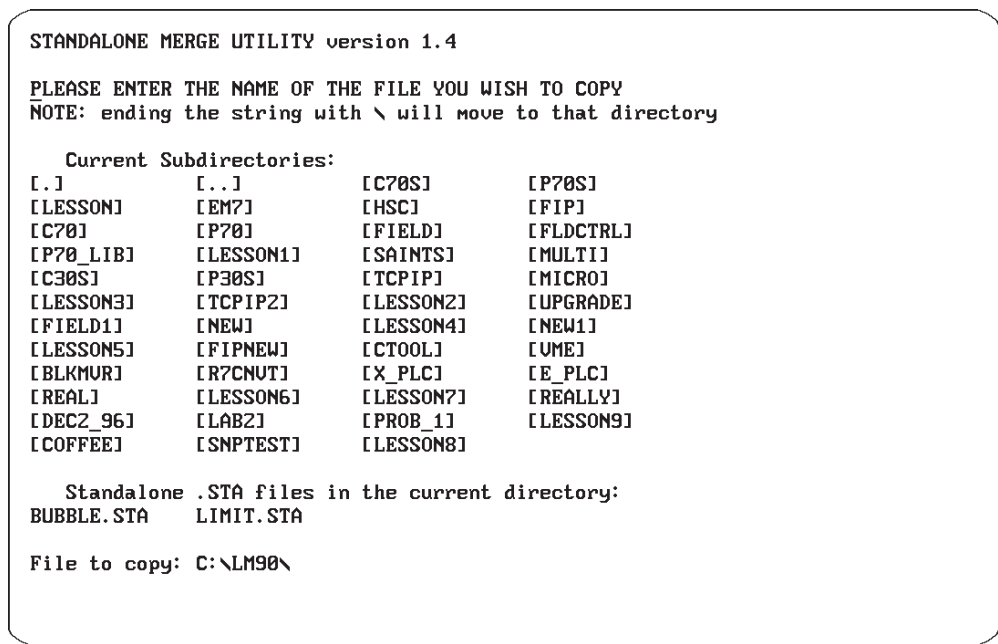 STANDALONE MERGE UTILITY version 1.4
PLEASE ENTER THE NAME OF THE FILE YOU WISH TO COPY
NOTE: ending the string with \ will move to that directory
Current Subdirectories:
[.] [..] [C70S] [P70S]
[LESSON] [EM7] [HSC] [FIP]
[C70] [P70] [FIELD] [FLDCTRL]
[P70_LIB] [LESSON1] [SAINTS] [MULTI]
[C30S] [P30S] [TCPIP] [MICRO]
[LESSON3] [TCPIP2] [LESSON2] [UPGRADE]
[FIELD1] [NEW] [LESSON4] [NEW1]
[LESSON5] [FIPNEW] [CTOOL] [VME]
[BLKMVR] [R7CNVT] [X_PLC] [E_PLC]
[REAL] [LESSON6] [LESSON7] [REALLY]
[DEC2_96] [LAB2] [PROB_1] [LESSON9]
[COFFEE] [SNPTEST] [LESSON8]
Standalone .STA files in the current directory:
BUBBLE.STA LIMIT.STA
File to copy: C:\LM90\